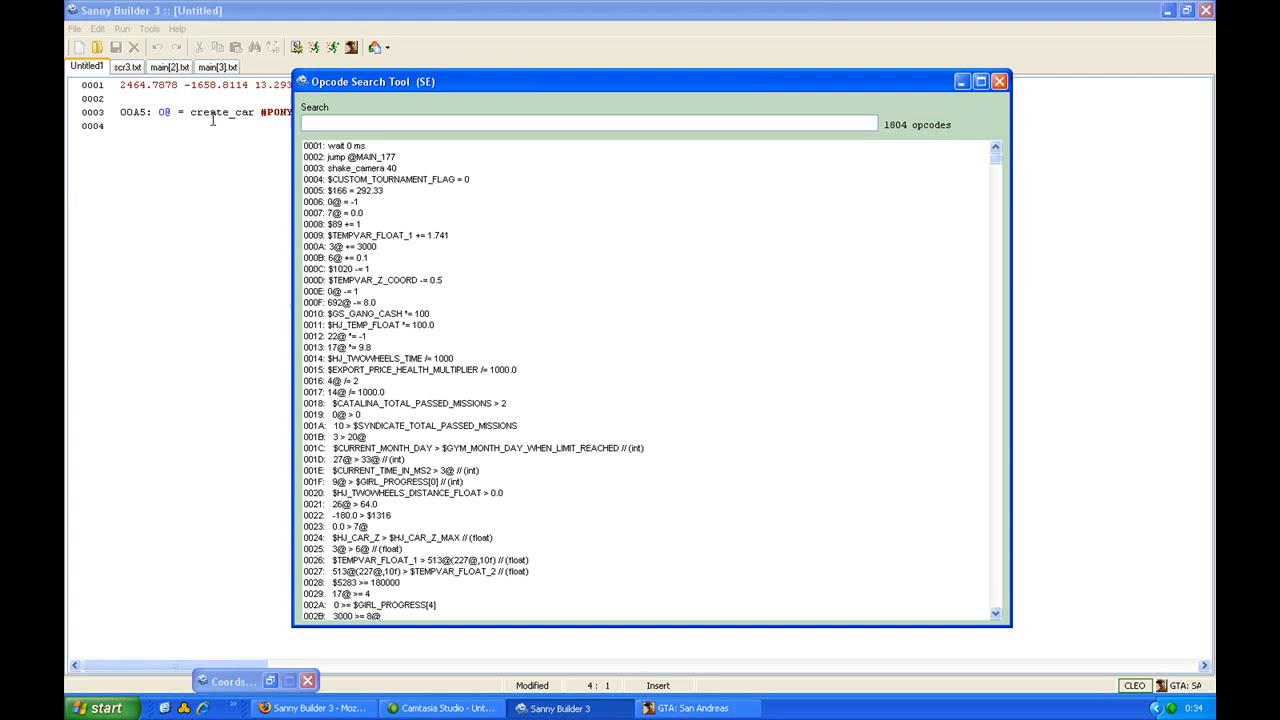 Sanny Builder 3 :: [Untitled]
File Edit Run Tools Help
Untitled1 scr3.txt main[2].txt main[3].txt
0001 2464.7878 -1658.8114 13.293
0002
0003 00A5: 0@ = create_car #PONY
0004
Opcode Search Tool (SE)
Search
1804 opcodes
0001: wait 0 ms
0002: jump @MAIN_177
0003: shake_camera 40
0004: $CUSTOM_TOURNAMENT_FLAG = 0
0005: $166 = 292.33
0006: 0@ = -1
0007: 7@ = 0.0
0008: $89 += 1
0009: $TEMPVAR_FLOAT_1 += 1.741
000A: 3@ += 3000
000B: 6@ += 0.1
000C: $1020 -= 1
000D: $TEMPVAR_Z_COORD -= 0.5
000E: 0@ -= 1
000F: 692@ -= 8.0
0010: $GS_GANG_CASH *= 100
0011: $HJ_TEMP_FLOAT *= 100.0
0012: 22@ *= -1
0013: 17@ *= 9.8
0014: $HJ_TWOWHEELS_TIME /= 1000
0015: $EXPORT_PRICE_HEALTH_MULTIPLIER /= 1000.0
0016: 4@ /= 2
0017: 14@ /= 1000.0
0018: $CATALINA_TOTAL_PASSED_MISSIONS > 2
0019: 0@ > 0
001A: 10 > $SYNDICATE_TOTAL_PASSED_MISSIONS
001B: 3 > 20@
001C: $CURRENT_MONTH_DAY > $GYM_MONTH_DAY_WHEN_LIMIT_REACHED // (int)
001D: 27@ > 33@ // (int)
001E: $CURRENT_TIME_IN_MS2 > 3@ // (int)
001F: 9@ > $GIRL_PROGRESS[0] // (int)
0020: $HJ_TWOWHEELS_DISTANCE_FLOAT > 0.0
0021: 26@ > 64.0
0022: -180.0 > $1316
0023: 0.0 > 7@
0024: $HJ_CAR_Z > $HJ_CAR_Z_MAX // (float)
0025: 3@ > 6@ // (float)
0026: $TEMPVAR_FLOAT_1 > 513@(227@,10f) // (float)
0027: 513@(227@,10f) > $TEMPVAR_FLOAT_2 // (float)
0028: $5283 >= 180000
0029: 17@ >= 4
002A: 0 >= $GIRL_PROGRESS[4]
002B: 3000 >= 8@
Coords...
Modified 4 : 1 Insert CLEO GTA: SA
start Sanny Builder 3 - Moz... Camtasia Studio - Unt... Sanny Builder 3 GTA: San Andreas 0:34